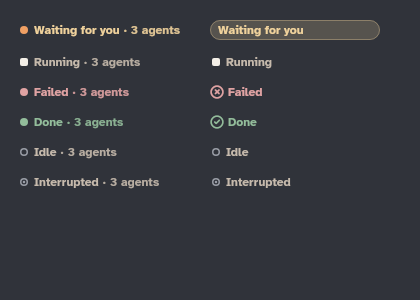 Waiting for you · 3 agents
Waiting for you
Running · 3 agents
Running
Failed · 3 agents
Failed
Done · 3 agents
Done
Idle · 3 agents
Idle
Interrupted · 3 agents
Interrupted